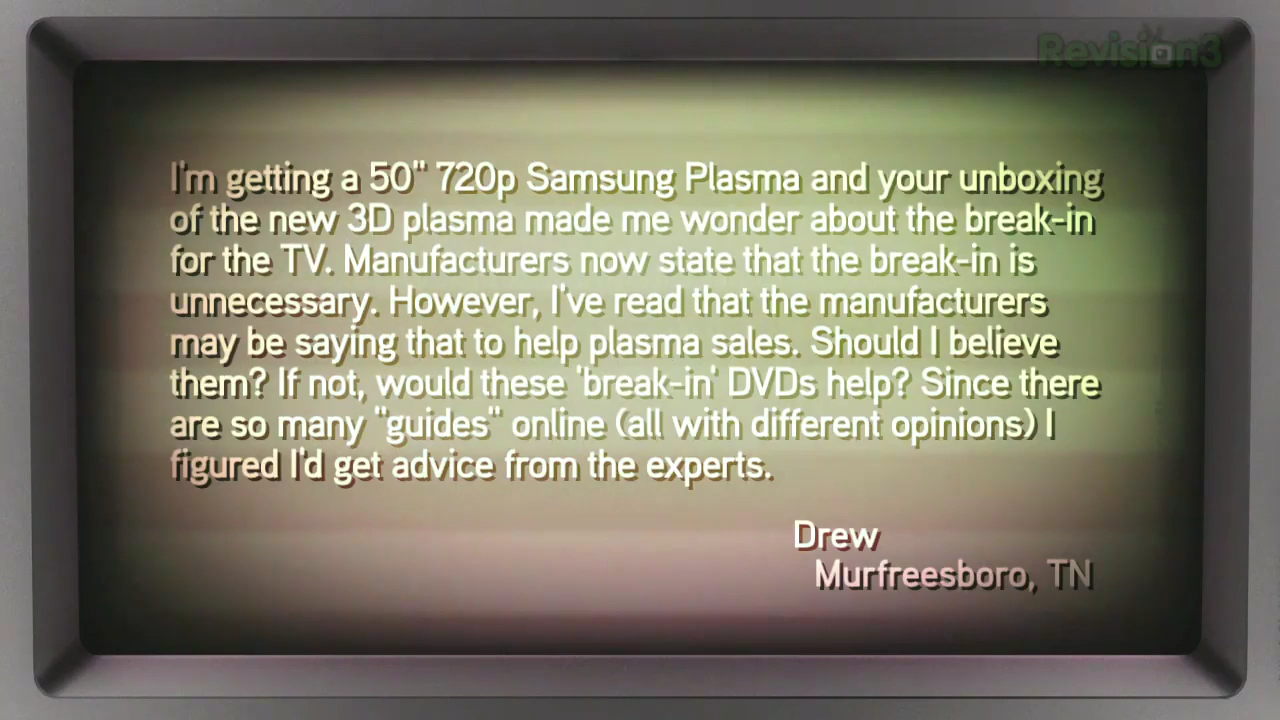 Revision3
I'm getting a 50" 720p Samsung Plasma and your unboxing
of the new 3D plasma made me wonder about the break-in
for the TV. Manufacturers now state that the break-in is
unnecessary. However, I've read that the manufacturers
may be saying that to help plasma sales. Should I believe
them? If not, would these 'break-in' DVDs help? Since there
are so many "guides" online (all with different opinions) I
figured I'd get advice from the experts.
Drew
Murfreesboro, TN